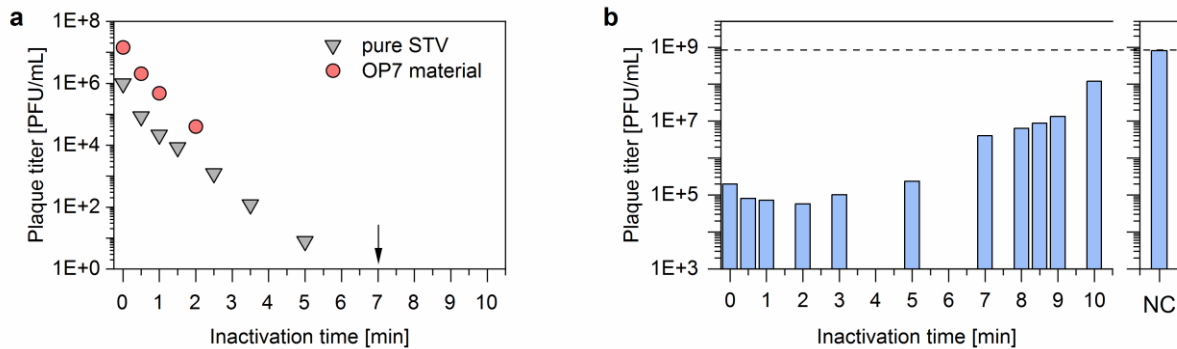 a
1E+8
1E+6
1E+4
1E+2
1E+0
Plaque titer [PFU/mL]
pure STV
OP7 material
0 1 2 3 4 5 6 7 8 9 10
Inactivation time [min]
b
1E+9
1E+7
1E+5
1E+3
Plaque titer [PFU/mL]
0 1 2 3 4 5 6 7 8 9 10
NC
Inactivation time [min]